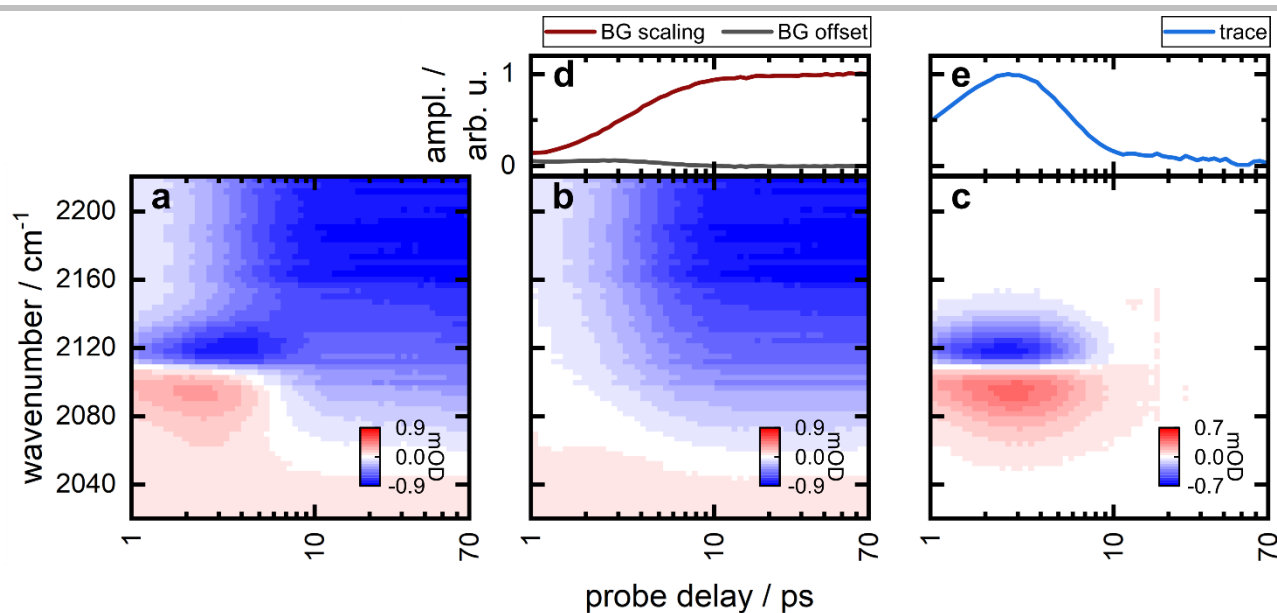 BG scaling BG offset trace
d e
ampl. / arb. u.
1
0
a b c
wavenumber / cm-1
2200
2160
2120
2080
2040
0.9 0.0 -0.9 mOD
0.9 0.0 -0.9 mOD
0.7 0.0 -0.7 mOD
1 10 70 1 10 70 1 10 70
probe delay / ps